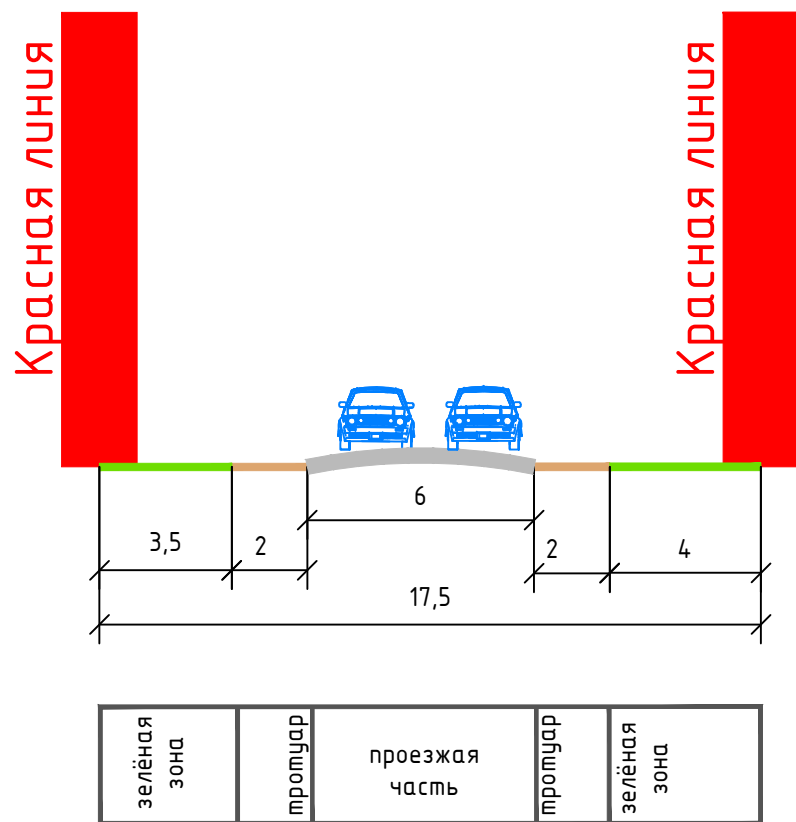 Красная линия
Красная линия
6
3,5
2
2
4
17,5
зелёная
зона
тротуар
проезжая
часть
тротуар
зелёная
зона